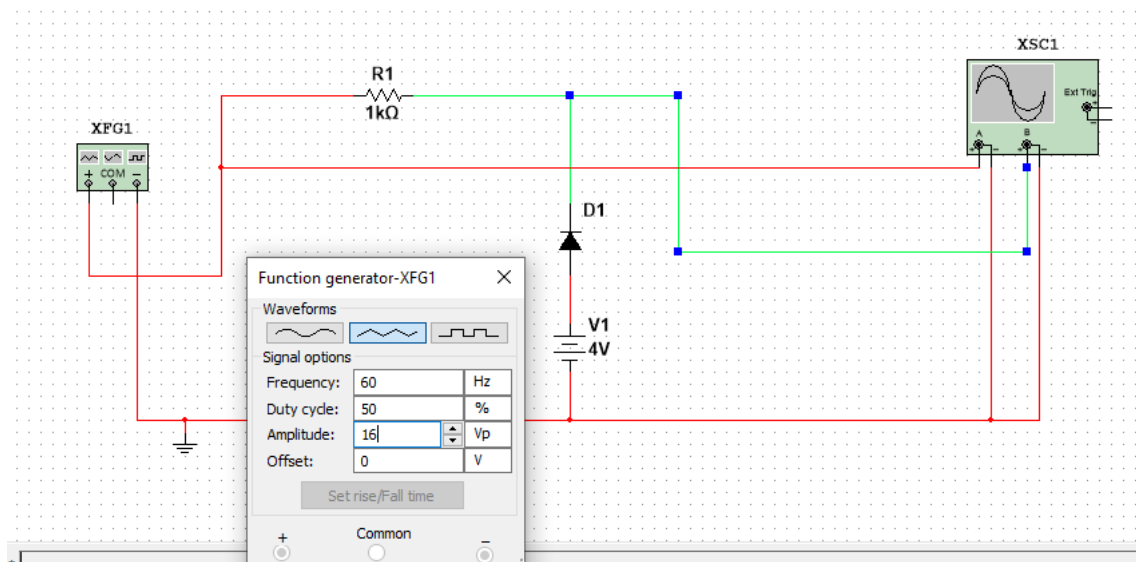 XSC1
Ext Trig
+
-
A
B
+
-
+
-
R1
1kΩ
XFG1
+
COM
-
D1
V1
4V
Function generator-XFG1
Waveforms
Signal options
Frequency: 60 Hz
Duty cycle: 50 %
Amplitude: 16 Vp
Offset: 0 V
Set rise/Fall time
+
Common
-